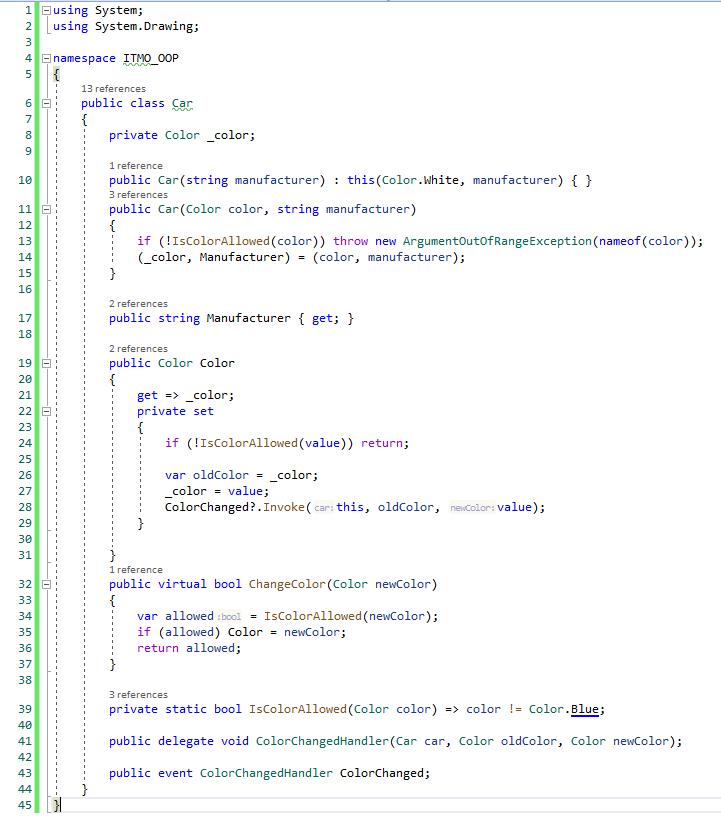 1 using System;
2 using System.Drawing;
3
4 namespace ITMO_OOP
5 {
13 references
6 public class Car
7 {
8 private Color _color;
9
1 reference
10 public Car(string manufacturer) : this(Color.White, manufacturer) { }
3 references
11 public Car(Color color, string manufacturer)
12 {
13 if (!IsColorAllowed(color)) throw new ArgumentOutOfRangeException(nameof(color));
14 (_color, Manufacturer) = (color, manufacturer);
15 }
16
2 references
17 public string Manufacturer { get; }
18
2 references
19 public Color Color
20 {
21 get => _color;
22 private set
23 {
24 if (!IsColorAllowed(value)) return;
25
26 var oldColor = _color;
27 _color = value;
28 ColorChanged?.Invoke(car: this, oldColor, newColor: value);
29 }
30
31 }
1 reference
32 public virtual bool ChangeColor(Color newColor)
33 {
34 var allowed :bool = IsColorAllowed(newColor);
35 if (allowed) Color = newColor;
36 return allowed;
37 }
38
3 references
39 private static bool IsColorAllowed(Color color) => color != Color.Blue;
40
41 public delegate void ColorChangedHandler(Car car, Color oldColor, Color newColor);
42
43 public event ColorChangedHandler ColorChanged;
44 }
45 }